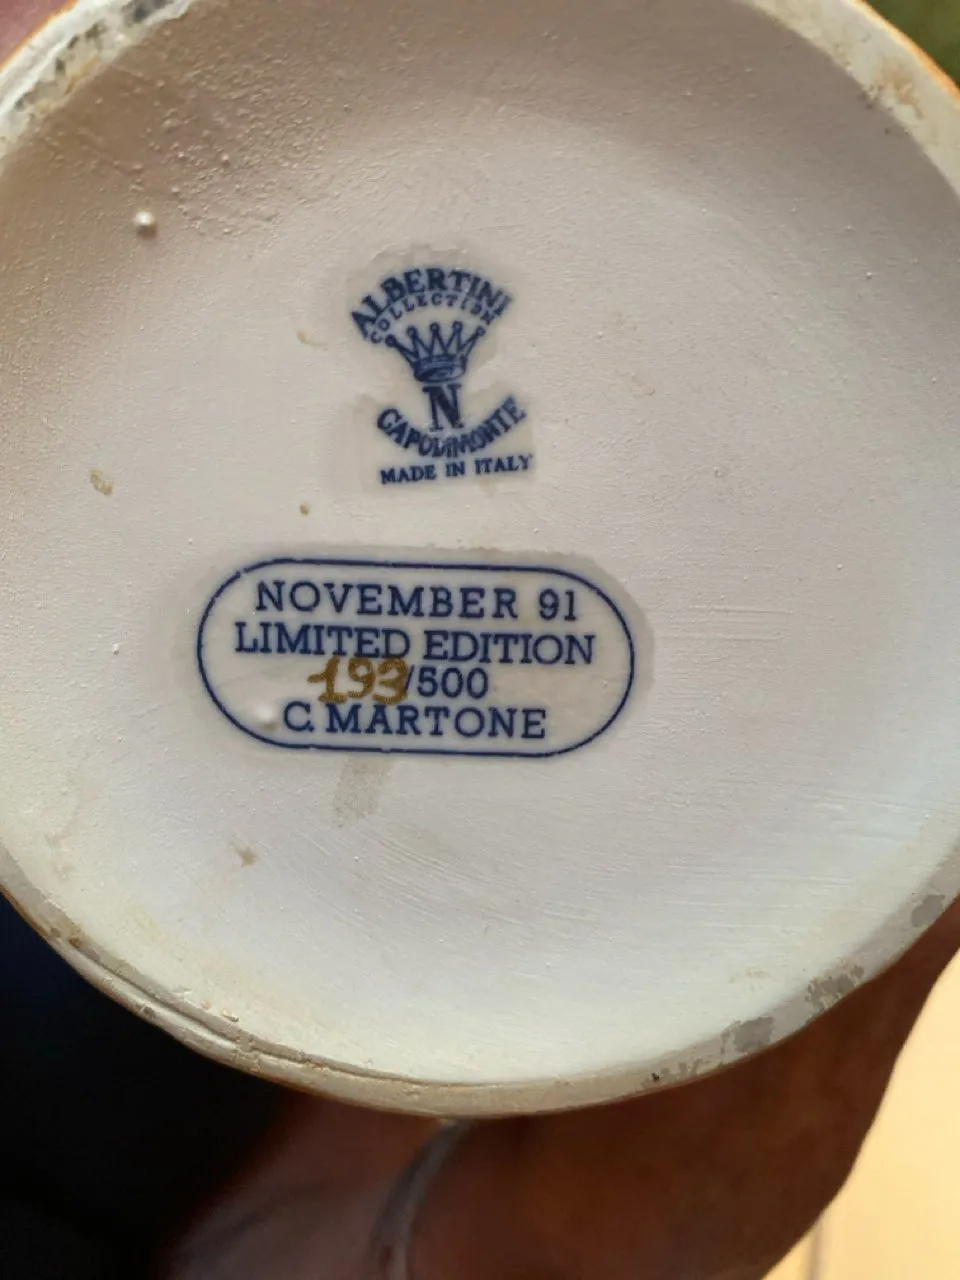 ALBERTINI
COLLECTION
N
CAPODIMONTE
MADE IN ITALY
NOVEMBER 91
LIMITED EDITION
193/500
C. MARTONE